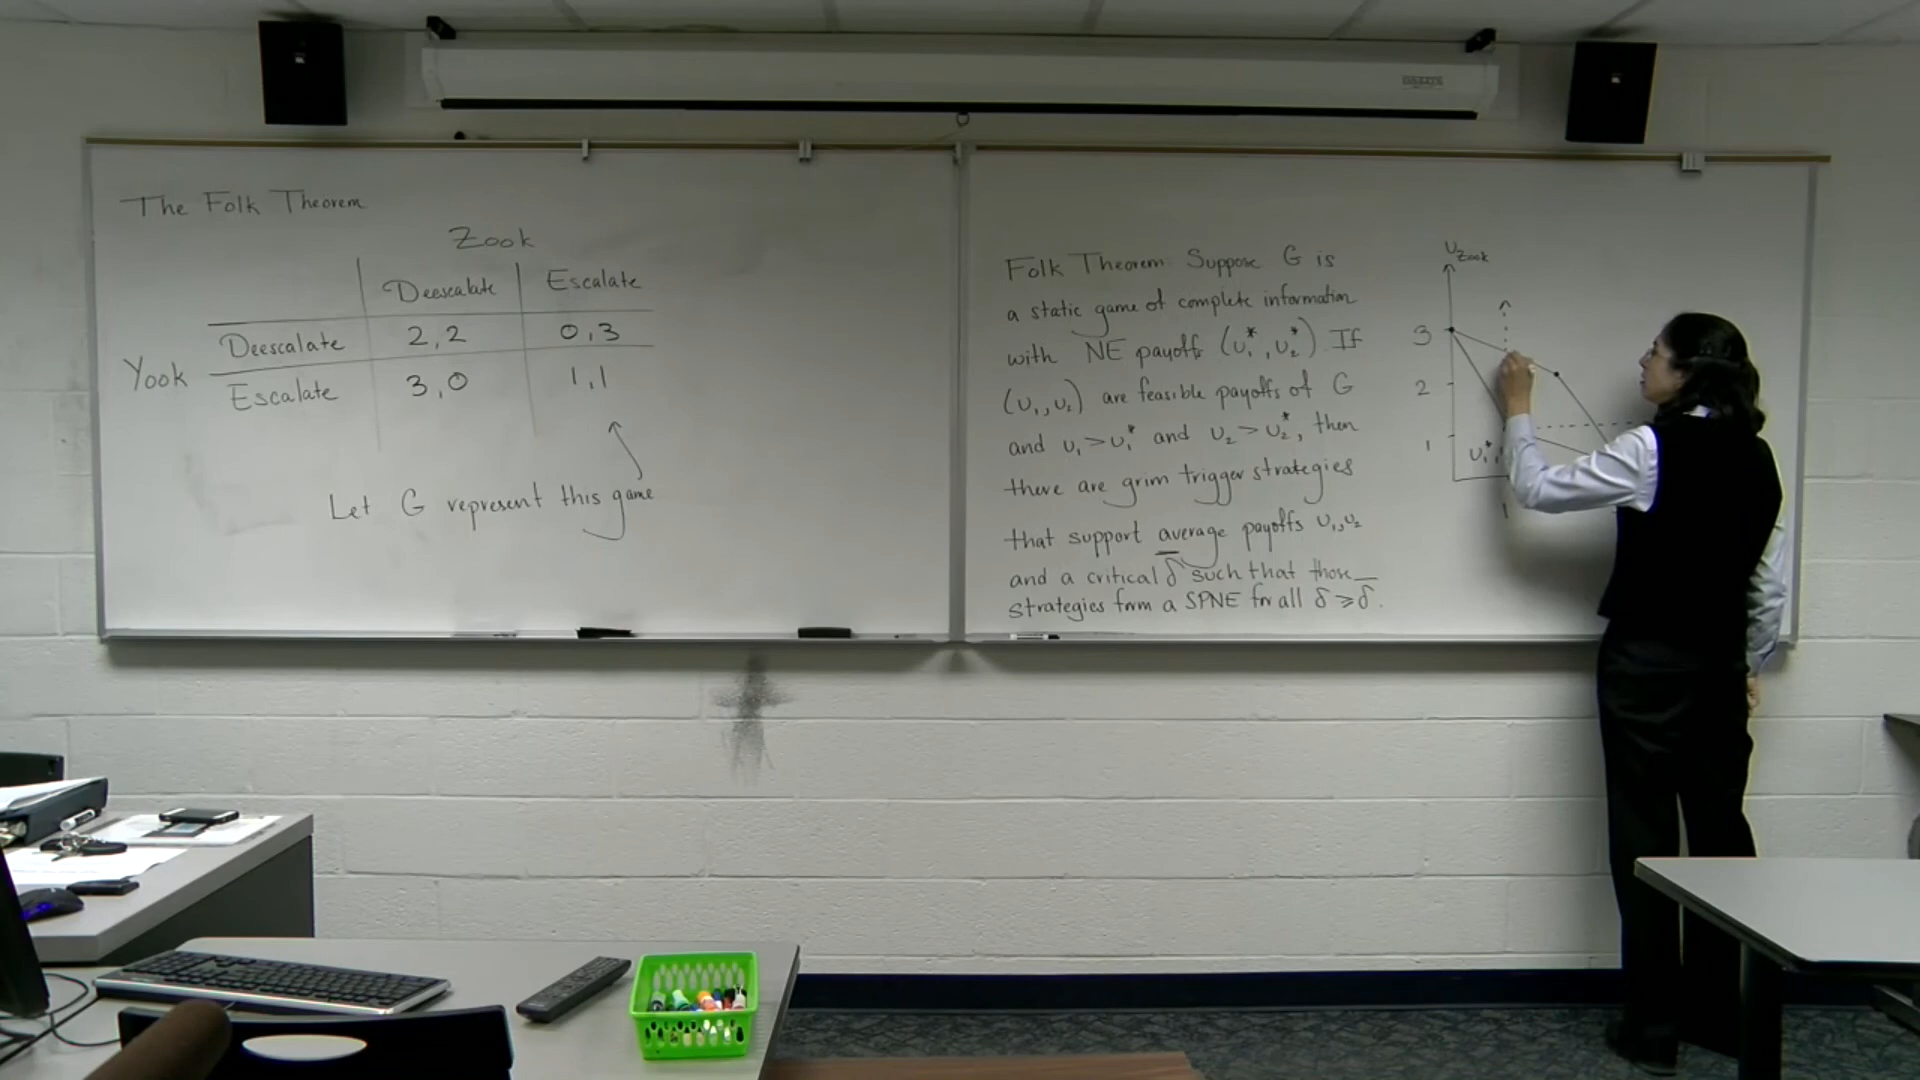 The Folk Theorem
Zook
Deescalate Escalate
Deescalate 2,2 0,3
Yook
Escalate 3,0 1,1
Let G represent this game
Folk Theorem: Suppose G is
a static game of complete information
with NE payoffs (U₁*, U₂*) If
(U₁, U₂) are feasible payoffs of G
and U₁ > U₁* and U₂ > U₂*, then
there are grim trigger strategies
that support average payoffs U₁, U₂
and a critical δ̅ such that those
strategies form a SPNE for all δ ≥ δ̅.
U Zook
3
2
1
U₁*,
1